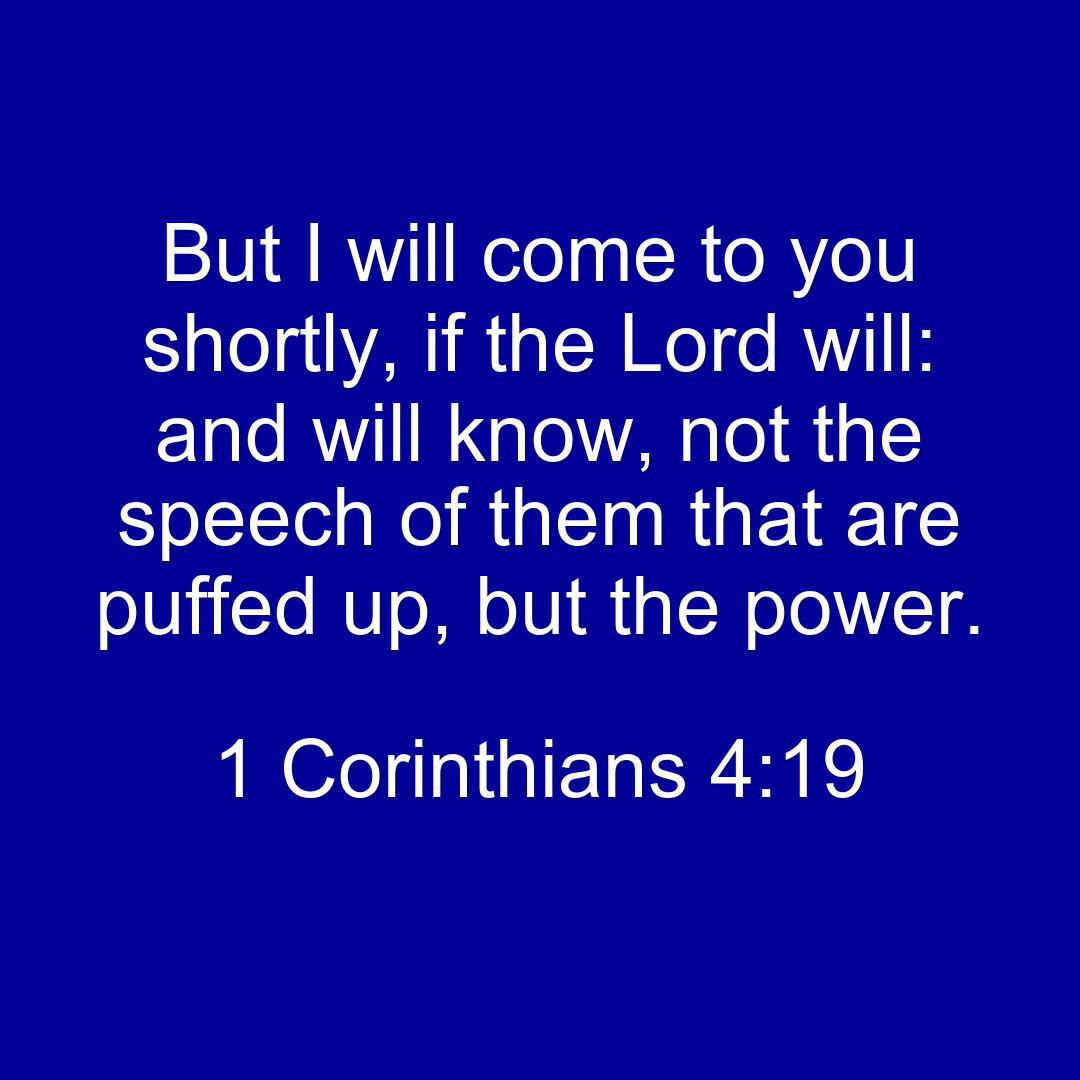 But I will come to you
shortly, if the Lord will:
and will know, not the
speech of them that are
puffed up, but the power.
1 Corinthians 4:19